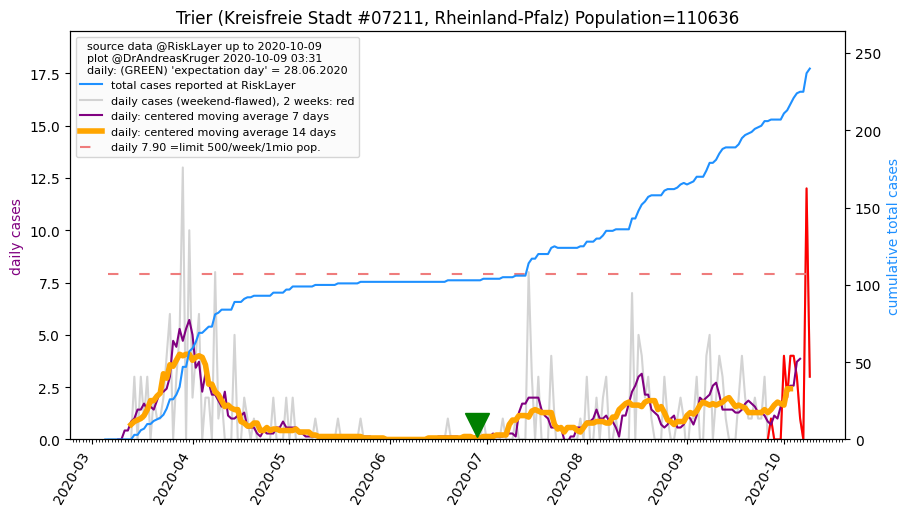 Trier (Kreisfreie Stadt #07211, Rheinland-Pfalz) Population=110636
source data @RiskLayer up to 2020-10-09
plot @DrAndreasKruger 2020-10-09 03:31
daily: (GREEN) 'expectation day' = 28.06.2020
total cases reported at RiskLayer
daily cases (weekend-flawed), 2 weeks: red
daily: centered moving average 7 days
daily: centered moving average 14 days
daily 7.90 =limit 500/week/1mio pop.
daily cases
17.5
15.0
12.5
10.0
7.5
5.0
2.5
0.0
250
200
150
100
50
0
cumulative total cases
2020-03
2020-04
2020-05
2020-06
2020-07
2020-08
2020-09
2020-10